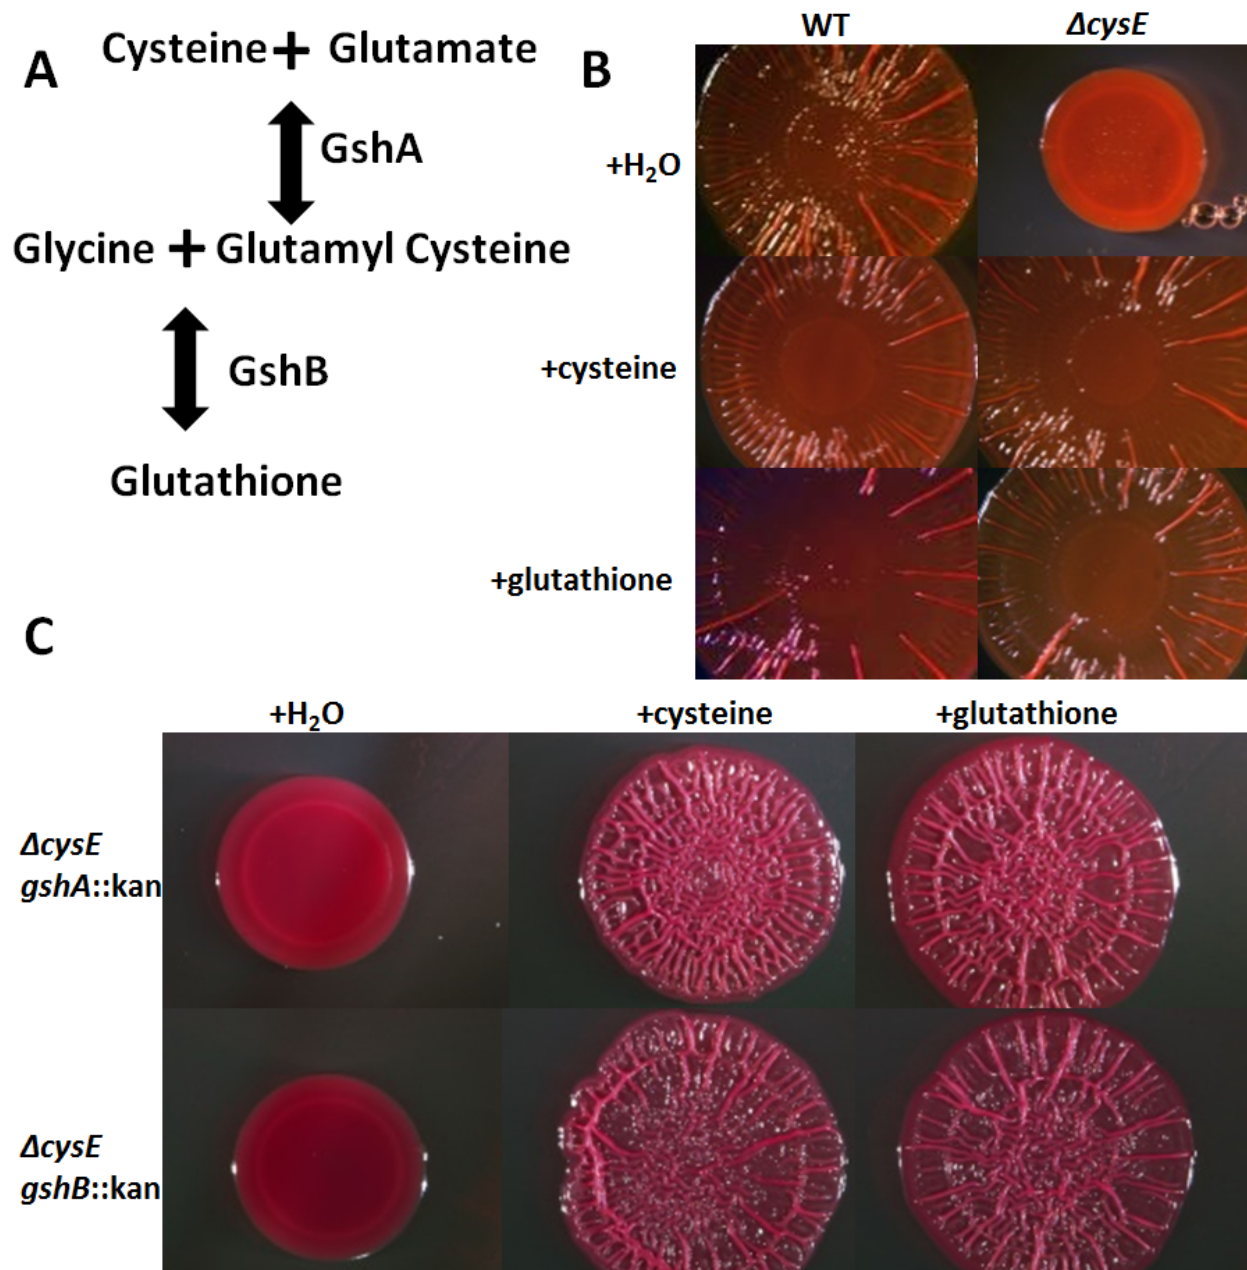 A
Cysteine + Glutamate
GshA
Glycine + Glutamyl Cysteine
GshB
Glutathione
B
WT ΔcysE
+H₂O
+cysteine
+glutathione
C
+H₂O +cysteine +glutathione
ΔcysE
gshA::kan
ΔcysE
gshB::kan